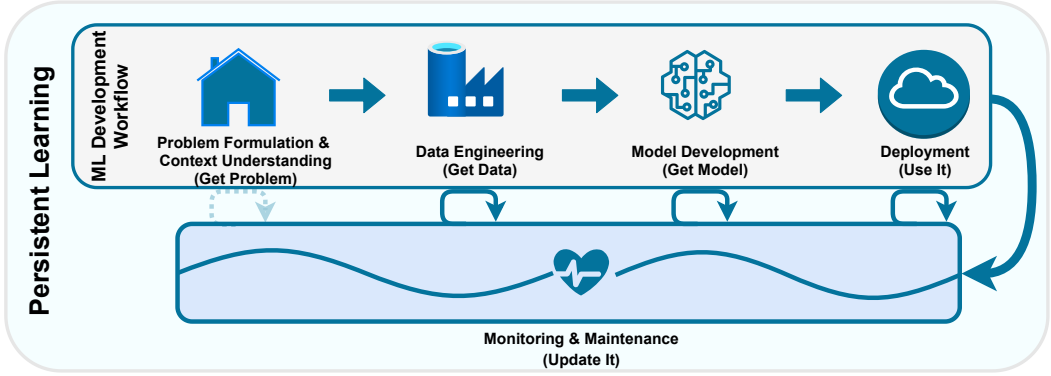 Persistent Learning
ML Development
Workflow
Problem Formulation &
Context Understanding
(Get Problem)
Data Engineering
(Get Data)
Model Development
(Get Model)
Deployment
(Use It)
Monitoring & Maintenance
(Update It)